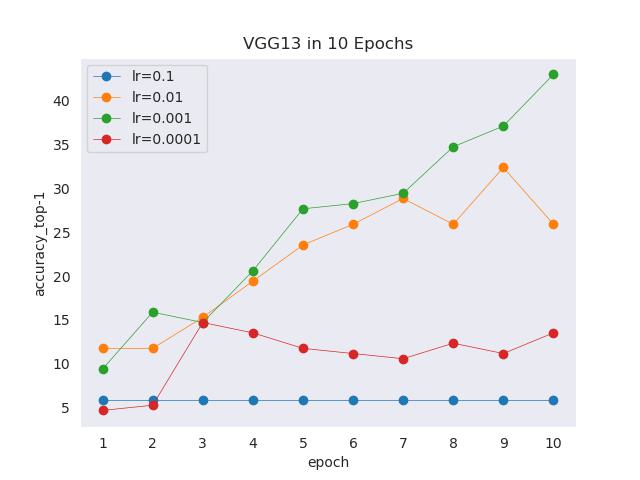 VGG13 in 10 Epochs
lr=0.1
lr=0.01
lr=0.001
lr=0.0001
accuracy_top-1
40
35
30
25
20
15
10
5
1 2 3 4 5 6 7 8 9 10
epoch